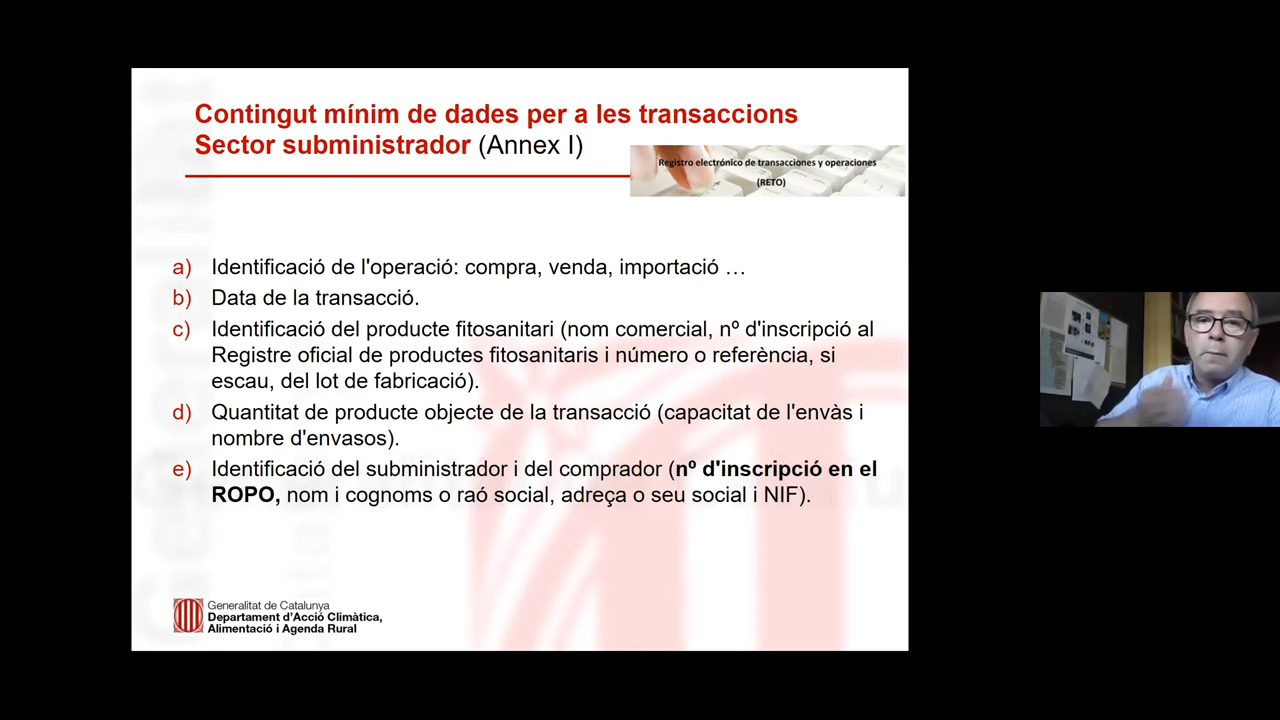 Contingut mínim de dades per a les transaccions
Sector subministrador (Annex I)
Registro electrónico de transacciones y operaciones
(RETO)
a) Identificació de l'operació: compra, venda, importació …
b) Data de la transacció.
c) Identificació del producte fitosanitari (nom comercial, nº d'inscripció al
Registre oficial de productes fitosanitaris i número o referència, si
escau, del lot de fabricació).
d) Quantitat de producte objecte de la transacció (capacitat de l'envàs i
nombre d'envasos).
e) Identificació del subministrador i del comprador (nº d'inscripció en el
ROPO, nom i cognoms o raó social, adreça o seu social i NIF).
Generalitat de Catalunya
Departament d'Acció Climàtica,
Alimentació i Agenda Rural